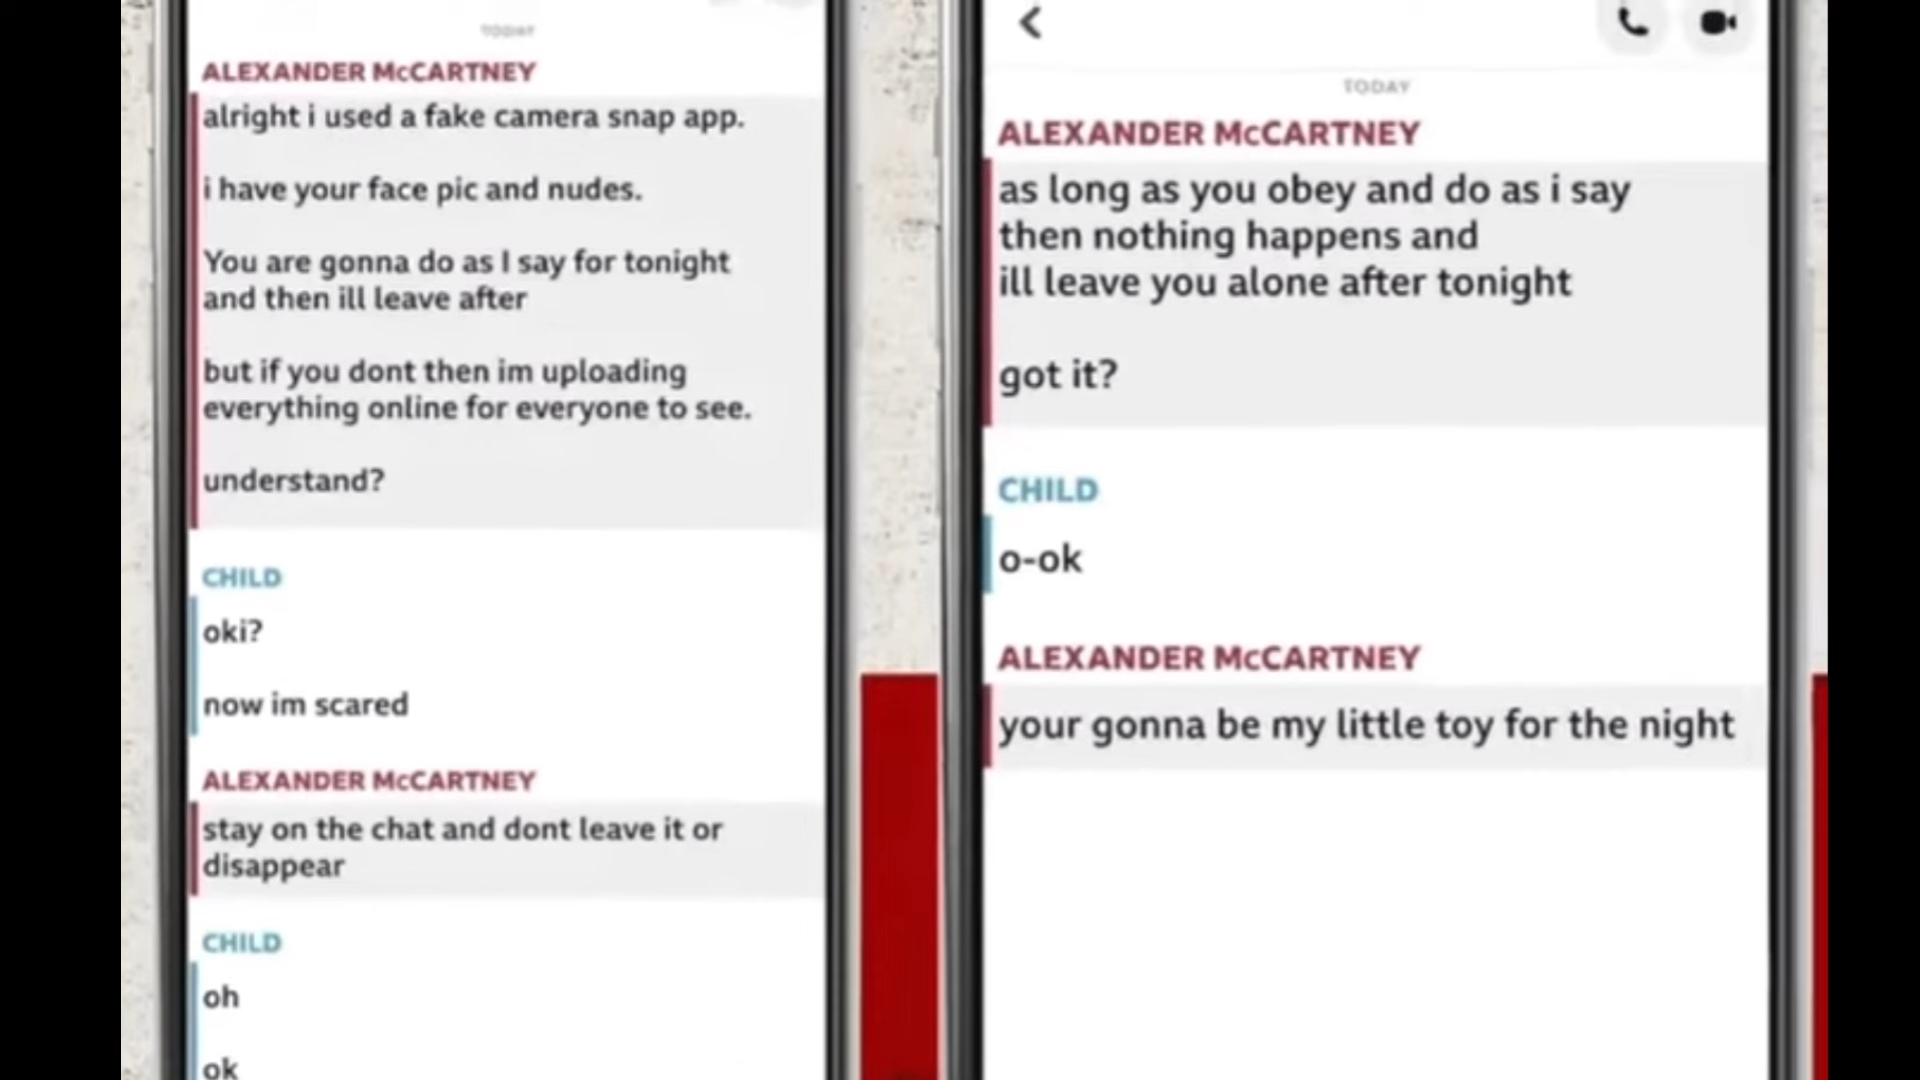 TODAY
ALEXANDER McCARTNEY
alright i used a fake camera snap app.
i have your face pic and nudes.
You are gonna do as I say for tonight
and then ill leave after
but if you dont then im uploading
everything online for everyone to see.
understand?
CHILD
oki?
now im scared
ALEXANDER McCARTNEY
stay on the chat and dont leave it or
disappear
CHILD
oh
ok
TODAY
ALEXANDER McCARTNEY
as long as you obey and do as i say
then nothing happens and
ill leave you alone after tonight
got it?
CHILD
o-ok
ALEXANDER McCARTNEY
your gonna be my little toy for the night